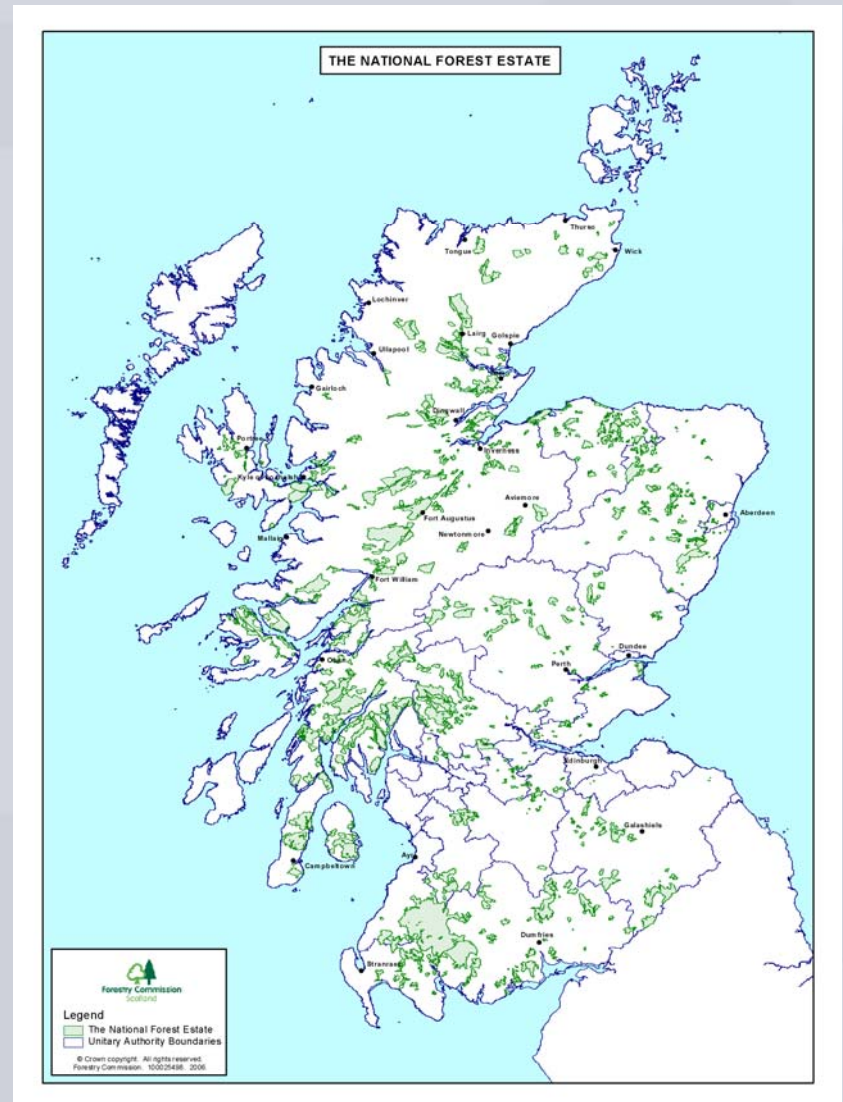 THE NATIONAL FOREST ESTATE
Thurso
Tongue
Wick
Lochinver
Lairg
Golspie
Ullapool
Gairloch
Dingwall
Portree
Inverness
Aviemore
Fort Augustus
Aberdeen
Newtonmore
Mallaig
Fort William
Dundee
Oban
Perth
Edinburgh
Galashiels
Ayr
Campbeltown
Dumfries
Stranraer
Forestry Commission
Scotland
Legend
The National Forest Estate
Unitary Authority Boundaries
© Crown copyright. All rights reserved.
Forestry Commission. 100025498. 2006.